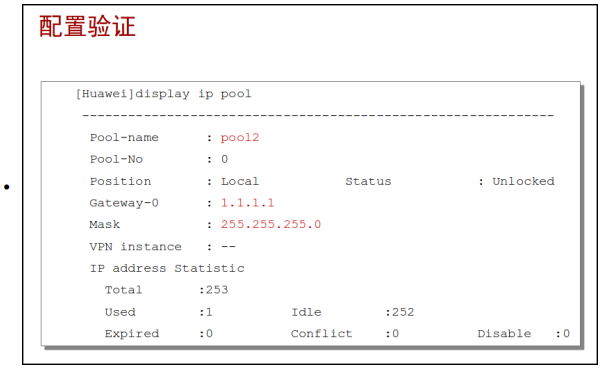 配置验证
[Huawei]display ip pool
----------------------------------------------------------------
Pool-name : pool2
Pool-No : 0
Position : Local Status : Unlocked
Gateway-0 : 1.1.1.1
Mask : 255.255.255.0
VPN instance : --
IP address Statistic
Total :253
Used :1 Idle :252
Expired :0 Conflict :0 Disable :0